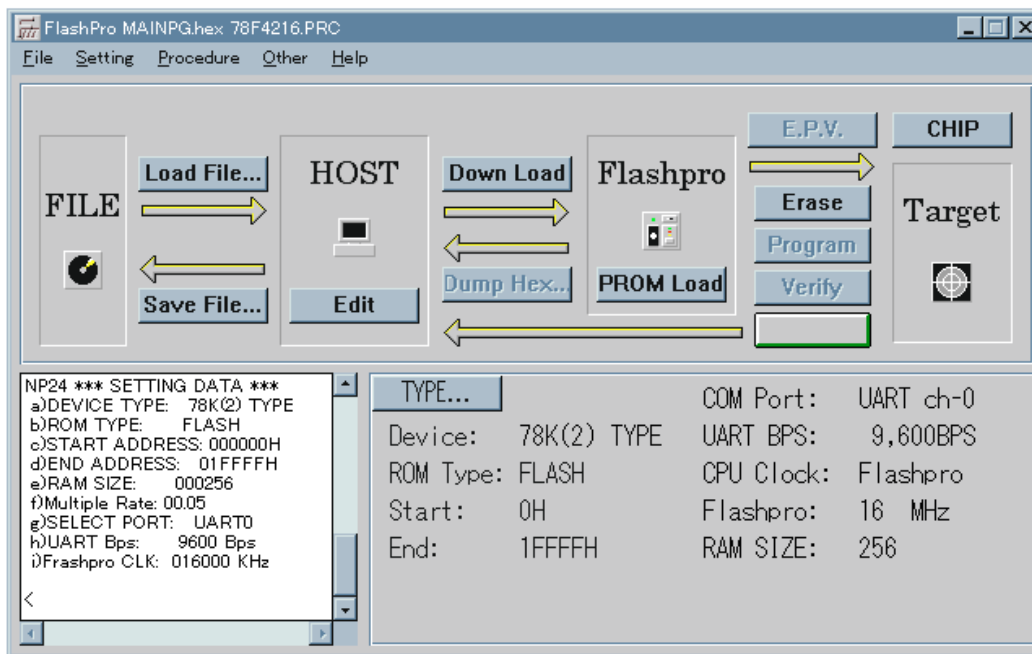 FlashPro MAINPG.hex 78F4216.PRC
File Setting Procedure Other Help
FILE
Load File...
Save File...
HOST
Edit
Down Load
Dump Hex...
Flashpro
PROM Load
E.P.V.
Erase
Program
Verify
CHIP
Target
NP24 *** SETTING DATA ***
a)DEVICE TYPE: 78K(2) TYPE
b)ROM TYPE: FLASH
c)START ADDRESS: 000000H
d)END ADDRESS: 01FFFFH
e)RAM SIZE: 000256
f)Multiple Rate: 00.05
g)SELECT PORT: UART0
h)UART Bps: 9600 Bps
i)Frashpro CLK: 016000 KHz
<
TYPE...
Device: 78K(2) TYPE
ROM Type: FLASH
Start: 0H
End: 1FFFFH
COM Port: UART ch-0
UART BPS: 9,600BPS
CPU Clock: Flashpro
Flashpro: 16 MHz
RAM SIZE: 256